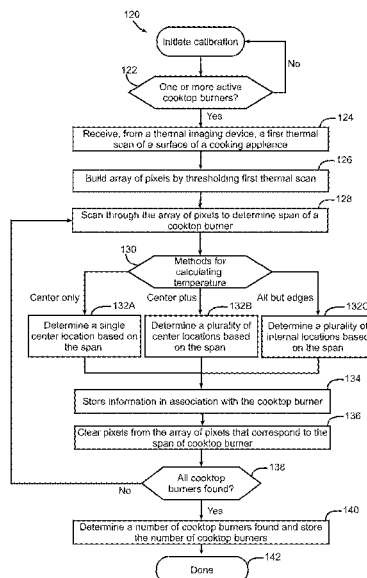 120
Initiate calibration
No
122
One or more active
cooktop burners?
Yes
124
Receive, from a thermal imaging device, a first thermal
scan of a surface of a cooking appliance
126
Build array of pixels by thresholding first thermal scan
128
Scan through the array of pixels to determine span of a
cooktop burner
130
Methods for
calculating
temperature
Center only
Center plus
All but edges
132A
132B
132C
Determine a single
center location based on
the span
Determine a plurality of
center locations based
on the span
Determine a plurality of
internal locations based
on the span
134
Store information in association with the cooktop burner
136
Clear pixels from the array of pixels that correspond to the
span of cooktop burner
138
All cooktop
burners found?
No
Yes
140
Determine a number of cooktop burners found and store
the number of cooktop burners
142
Done